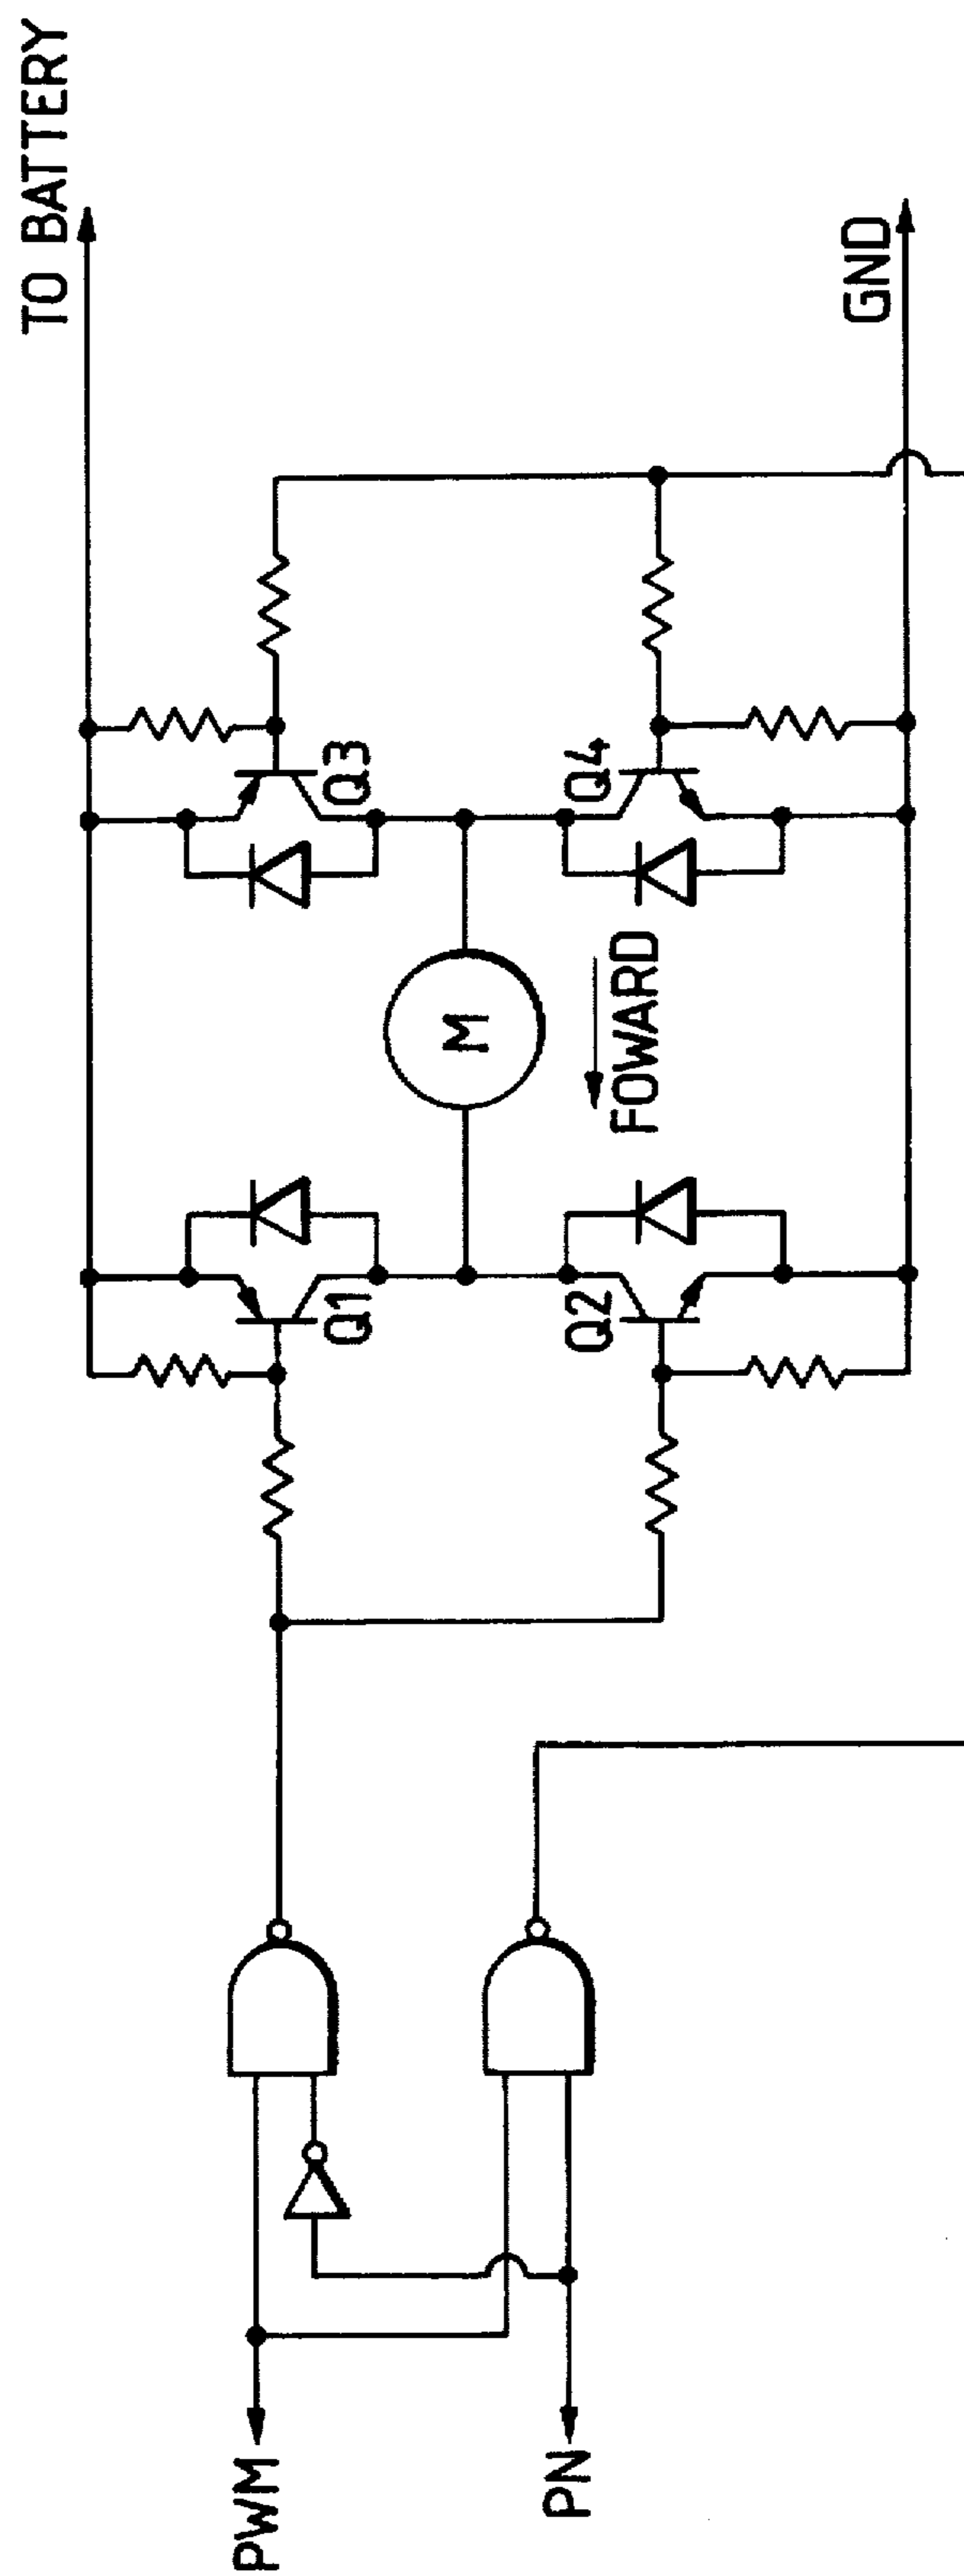 TO BATTERY
GND
Q3
Q4
M
FOWARD
Q1
Q2
PWM
PN